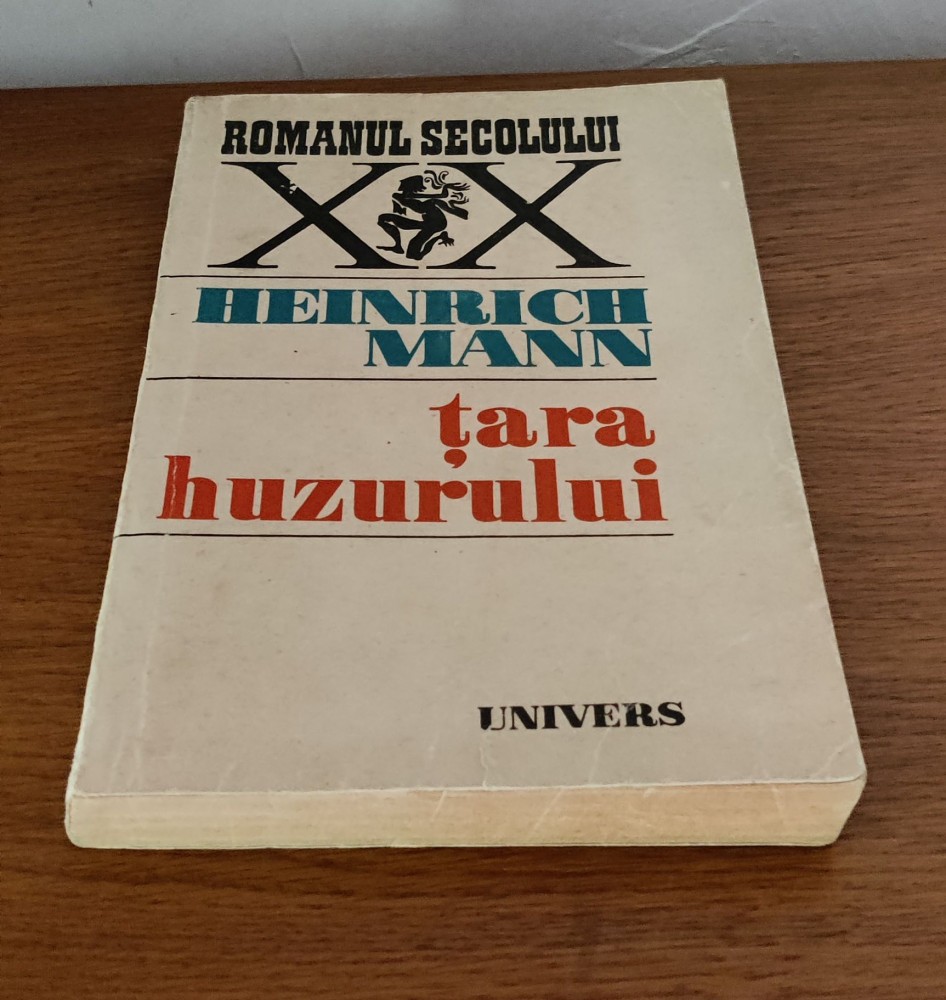 ROMANUL SECOLULUI
XX
HEINRICH
MANN
țara
huzurului
UNIVERS